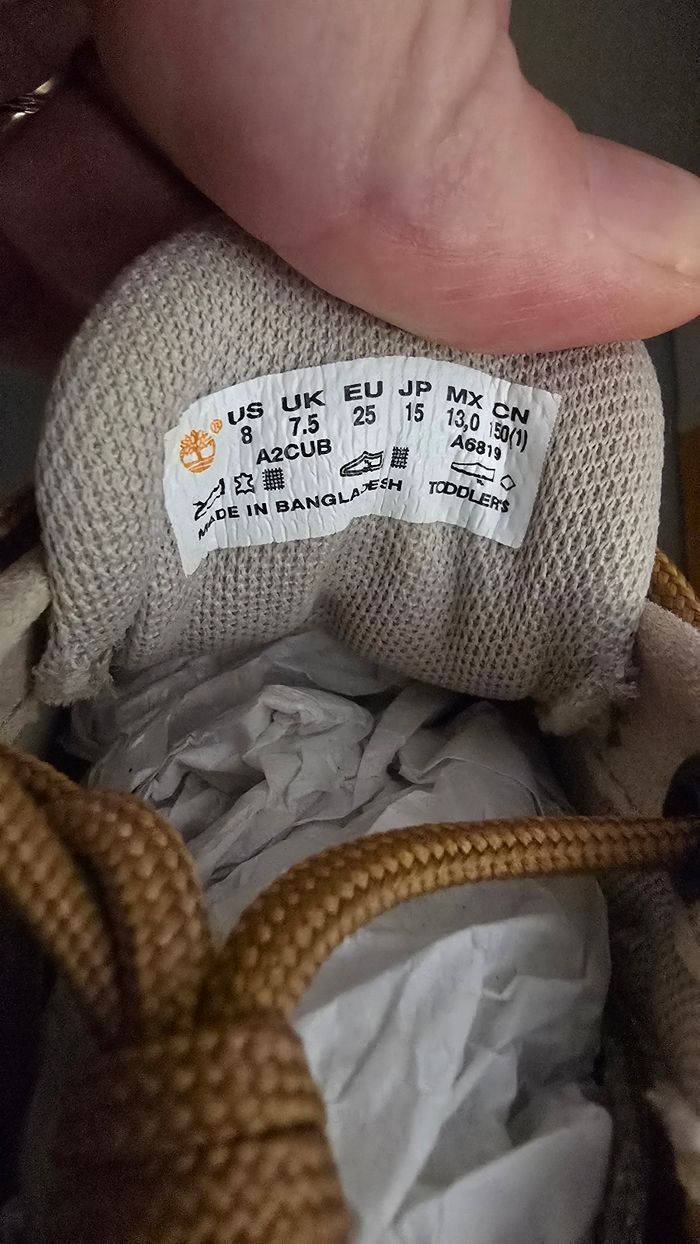 US UK EU JP MX CN
8 7.5 25 15 13,0 150(1)
A2CUB A6819
MADE IN BANGLADESH TODDLER'S
®